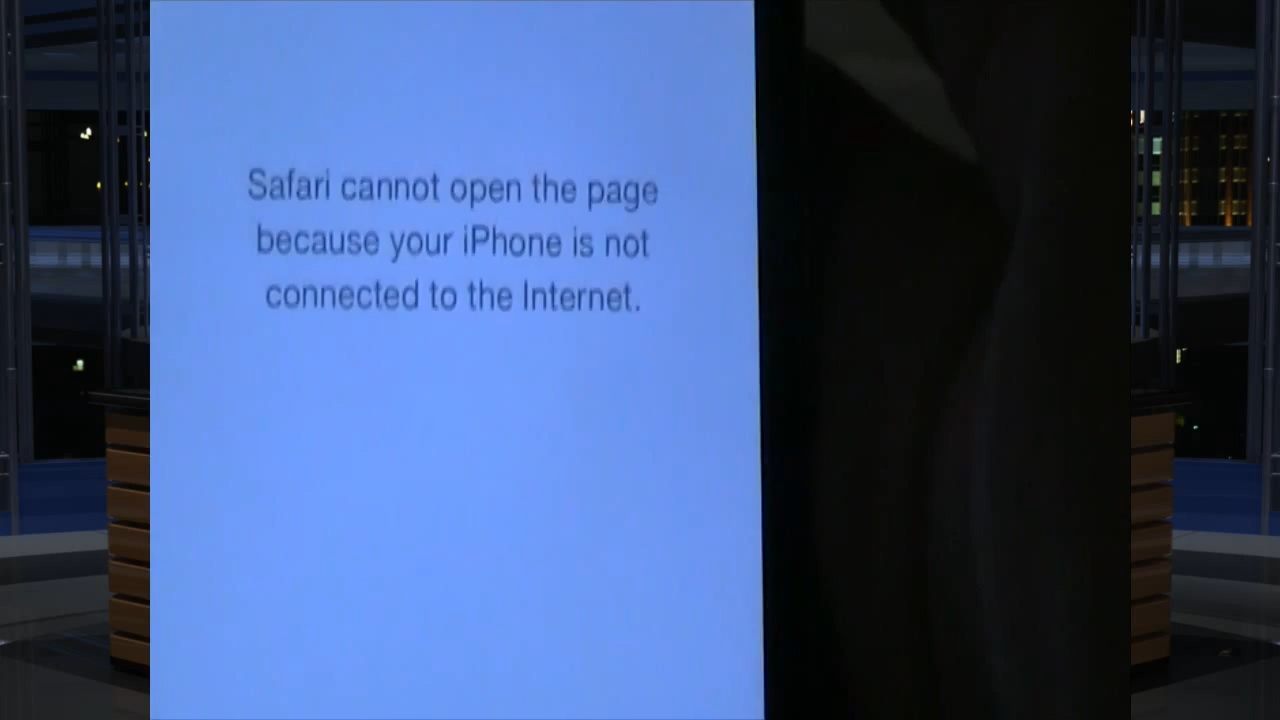 Safari cannot open the page
because your iPhone is not
connected to the Internet.